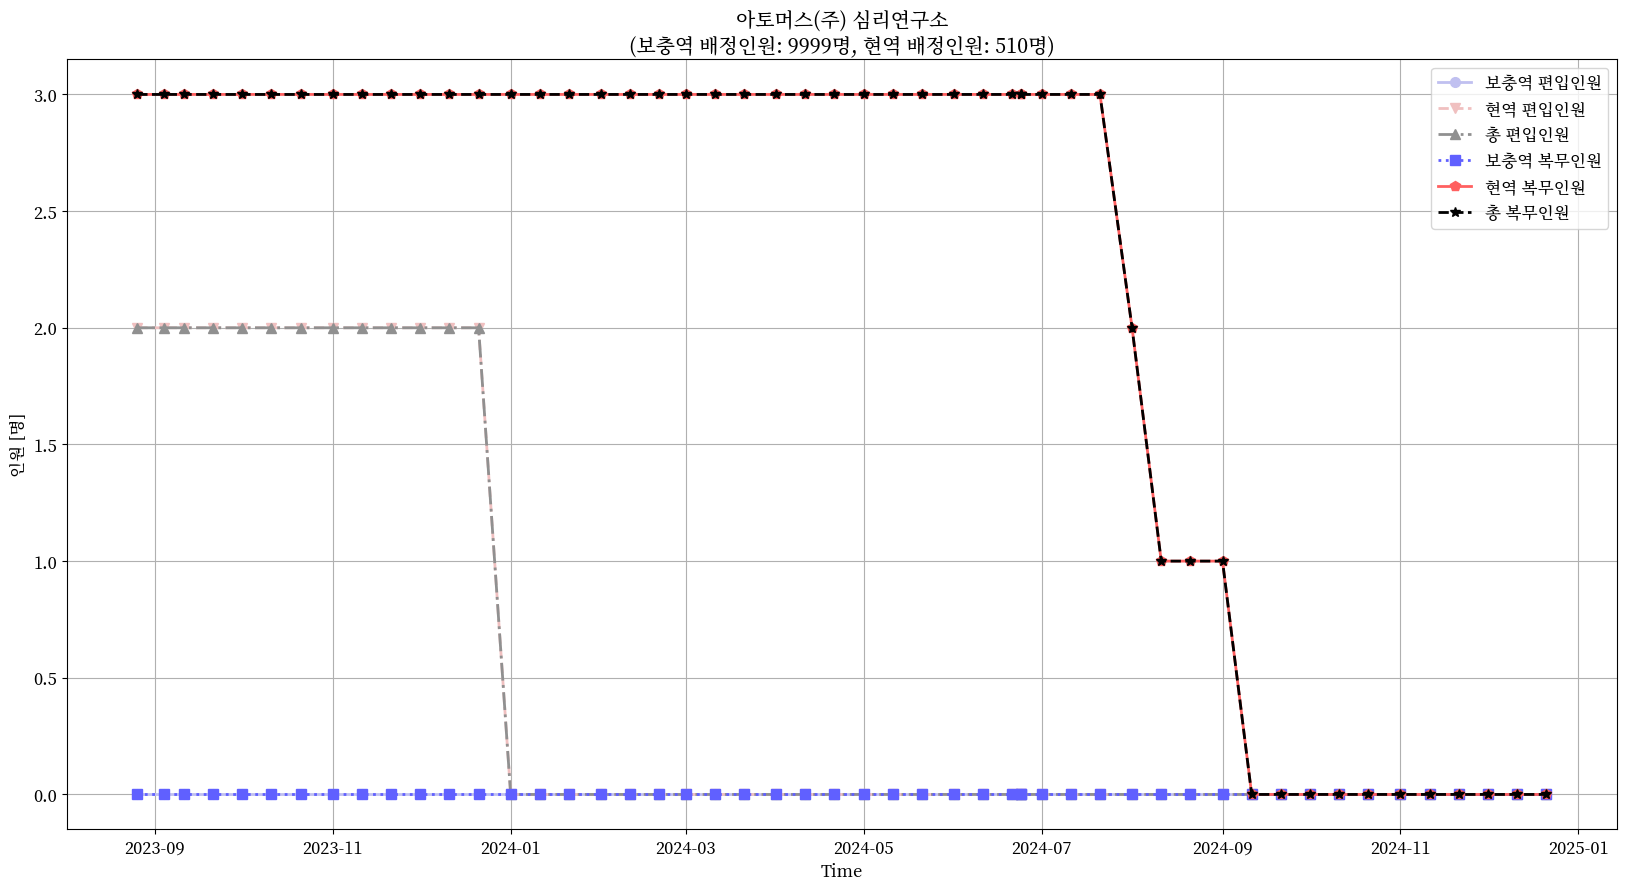 아토머스(주) 심리연구소
(보충역 배정인원: 9999명, 현역 배정인원: 510명)
보충역 편입인원
현역 편입인원
총 편입인원
보충역 복무인원
현역 복무인원
총 복무인원
인원 [명]
3.0
2.5
2.0
1.5
1.0
0.5
0.0
2023-09
2023-11
2024-01
2024-03
2024-05
2024-07
2024-09
2024-11
2025-01
Time